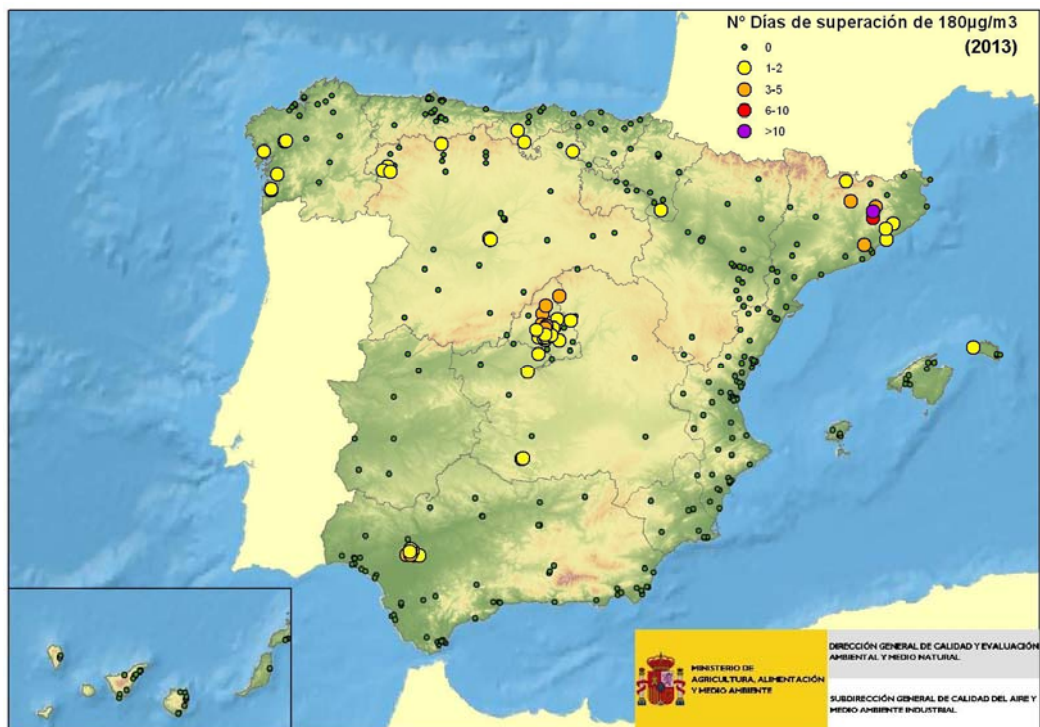 Nº Días de superación de 180µg/m3
(2013)
0
1-2
3-5
6-10
>10
MINISTERIO DE
AGRICULTURA, ALIMENTACIÓN
Y MEDIO AMBIENTE
DIRECCIÓN GENERAL DE CALIDAD Y EVALUACIÓN
AMBIENTAL Y MEDIO NATURAL
SUBDIRECCIÓN GENERAL DE CALIDAD DEL AIRE Y
MEDIO AMBIENTE INDUSTRIAL